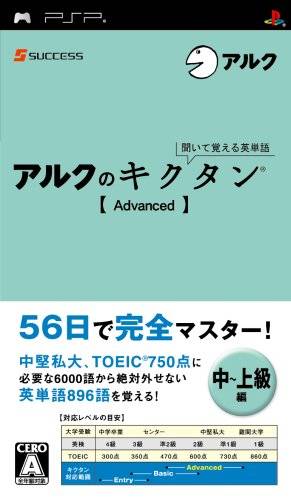 PSP
SUCCESS
アルク
聞いて覚える英単語
アルクのキクタン®
【 Advanced 】
56日で完全マスター!
中堅私大、TOEIC®750点に
必要な6000語から絶対外せない
英単語896語を覚える!
中~上級
編
【対応レベルの目安】
大学受験 中学卒業 センター 中堅私大 難関大学
英検 4級 3級 準2級 2級 準1級 1級
TOEIC 300点 350点 470点 600点 730点 860点
キクタン
対応範囲
Entry
Basic
Advanced
CERO
A
全年齢対象